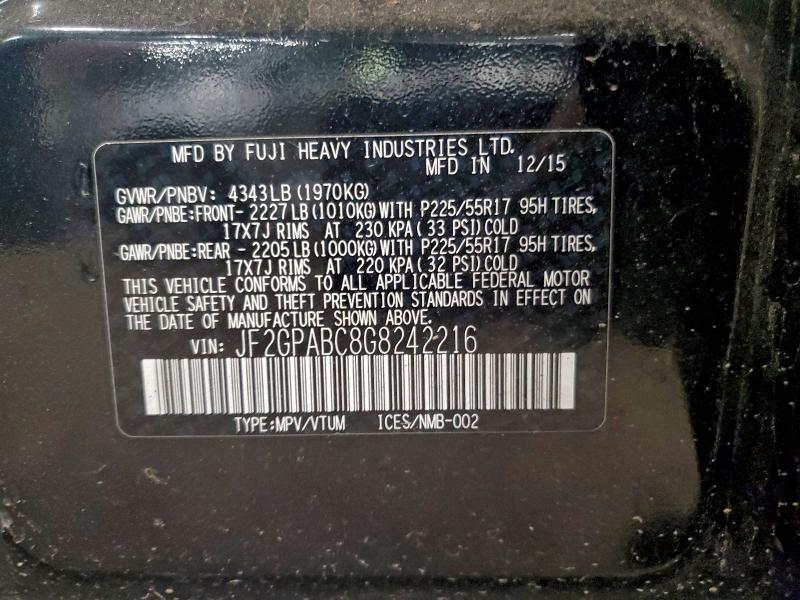 MFD BY FUJI HEAVY INDUSTRIES LTD.
MFD IN 12/15
GVWR/PNBV: 4343LB (1970KG)
GAWR/PNBE:FRONT- 2227LB (1010KG) WITH P225/55R17 95H TIRES,
17X7J RIMS AT 230 KPA ( 33 PSI) COLD
GAWR/PNBE:REAR - 2205LB (1000KG) WITH P225/55R17 95H TIRES,
17X7J RIMS AT 220 KPA ( 32 PSI) COLD
THIS VEHICLE CONFORMS TO ALL APPLICABLE FEDERAL MOTOR
VEHICLE SAFETY AND THEFT PREVENTION STANDARDS IN EFFECT ON
THE DATE OF MANUFACTURE SHOWN ABOVE.
VIN: JF2GPABC8G8242216
TYPE:MPV/VTUM ICES/NMB-002